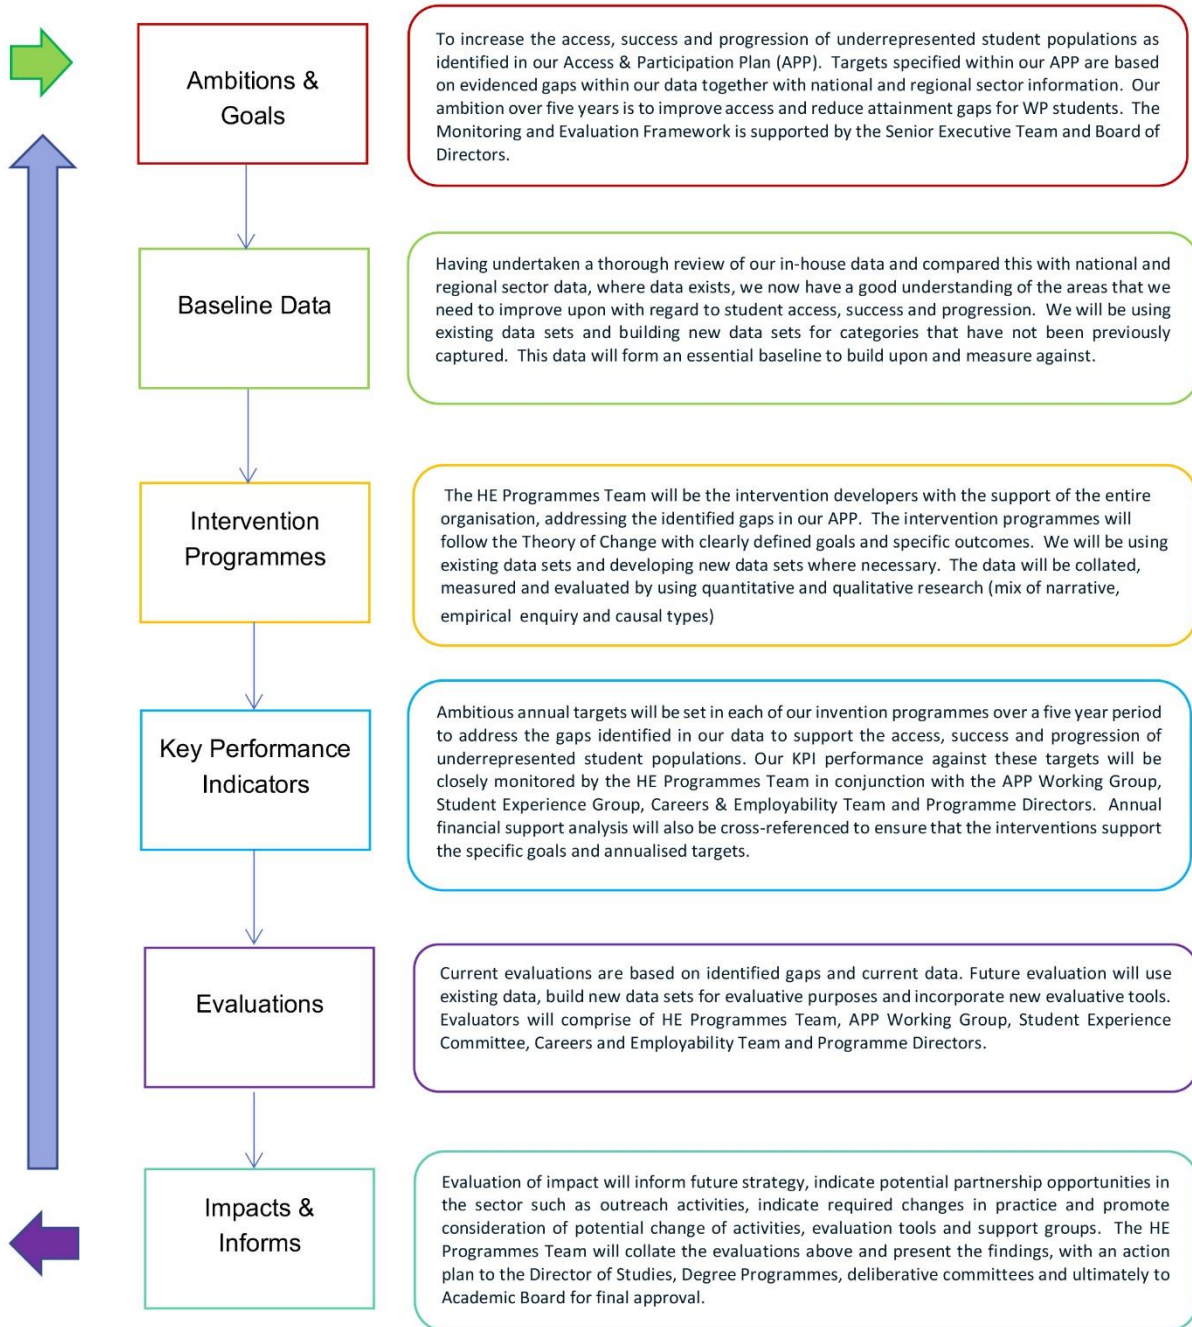 Ambitions &
Goals
To increase the access, success and progression of underrepresented student populations as
identified in our Access & Participation Plan (APP). Targets specified within our APP are based
on evidenced gaps within our data together with national and regional sector information. Our
ambition over five years is to improve access and reduce attainment gaps for WP students. The
Monitoring and Evaluation Framework is supported by the Senior Executive Team and Board of
Directors.
Baseline Data
Having undertaken a thorough review of our in-house data and compared this with national and
regional sector data, where data exists, we now have a good understanding of the areas that we
need to improve upon with regard to student access, success and progression. We will be using
existing data sets and building new data sets for categories that have not been previously
captured. This data will form an essential baseline to build upon and measure against.
Intervention
Programmes
The HE Programmes Team will be the intervention developers with the support of the entire
organisation, addressing the identified gaps in our APP. The intervention programmes will
follow the Theory of Change with clearly defined goals and specific outcomes. We will be using
existing data sets and developing new data sets where necessary. The data will be collated,
measured and evaluated by using quantitative and qualitative research (mix of narrative,
empirical enquiry and causal types)
Key Performance
Indicators
Ambitious annual targets will be set in each of our invention programmes over a five year period
to address the gaps identified in our data to support the access, success and progression of
underrepresented student populations. Our KPI performance against these targets will be
closely monitored by the HE Programmes Team in conjunction with the APP Working Group,
Student Experience Group, Careers & Employability Team and Programme Directors. Annual
financial support analysis will also be cross-referenced to ensure that the interventions support
the specific goals and annualised targets.
Evaluations
Current evaluations are based on identified gaps and current data. Future evaluation will use
existing data, build new data sets for evaluative purposes and incorporate new evaluative tools.
Evaluators will comprise of HE Programmes Team, APP Working Group, Student Experience
Committee, Careers and Employability Team and Programme Directors.
Impacts &
Informs
Evaluation of impact will inform future strategy, indicate potential partnership opportunities in
the sector such as outreach activities, indicate required changes in practice and promote
consideration of potential change of activities, evaluation tools and support groups. The HE
Programmes Team will collate the evaluations above and present the findings, with an action
plan to the Director of Studies, Degree Programmes, deliberative committees and ultimately to
Academic Board for final approval.